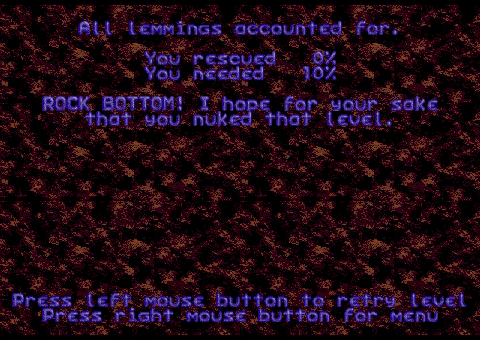 All lemmings accounted for.
You rescued 0%
You needed 10%
ROCK BOTTOM! I hope for your sake
that you nuked that level.
Press left mouse button to retry level
Press right mouse button for menu